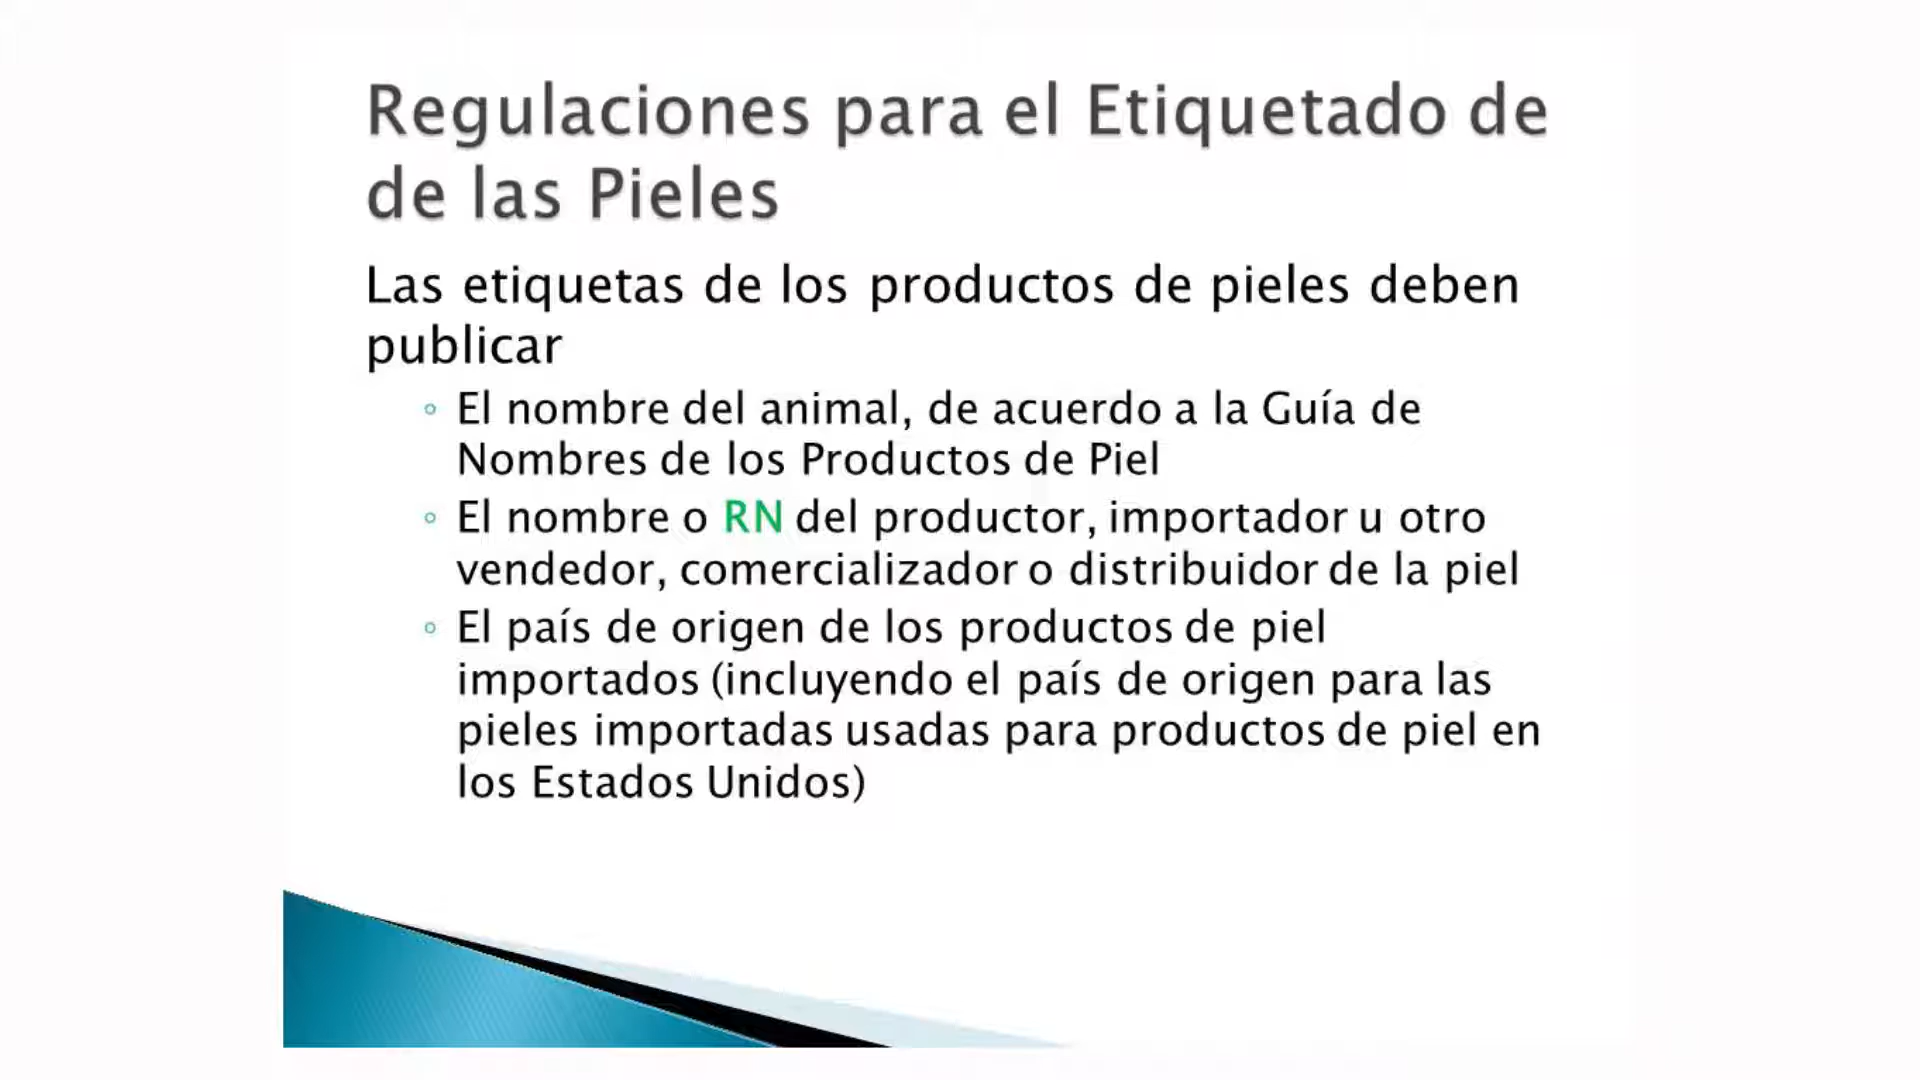 Regulaciones para el Etiquetado de
de las Pieles
Las etiquetas de los productos de pieles deben
publicar
◦ El nombre del animal, de acuerdo a la Guía de
Nombres de los Productos de Piel
◦ El nombre o RN del productor, importador u otro
vendedor, comercializador o distribuidor de la piel
◦ El país de origen de los productos de piel
importados (incluyendo el país de origen para las
pieles importadas usadas para productos de piel en
los Estados Unidos)